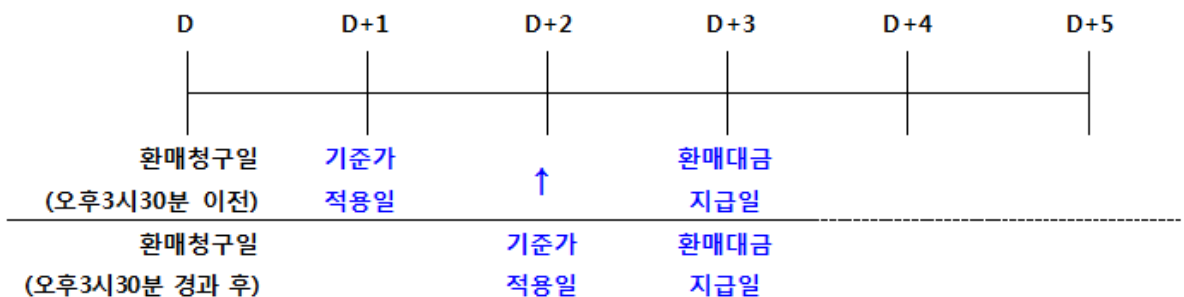 D D+1 D+2 D+3 D+4 D+5
환매청구일 기준가 환매대금
↑
(오후3시30분 이전) 적용일 지급일
환매청구일 기준가 환매대금
(오후3시30분 경과 후) 적용일 지급일